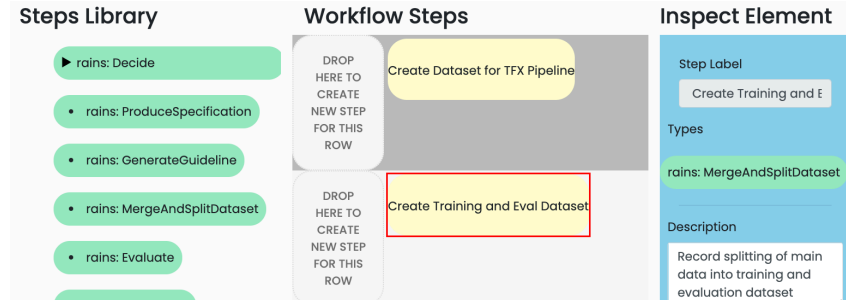 Steps Library
▶ rains: Decide
• rains: ProduceSpecification
• rains: GenerateGuideline
• rains: MergeAndSplitDataset
• rains: Evaluate
Workflow Steps
DROP
HERE TO
CREATE
NEW STEP
FOR THIS
ROW
Create Dataset for TFX Pipeline
DROP
HERE TO
CREATE
NEW STEP
FOR THIS
ROW
Create Training and Eval Dataset
Inspect Element
Step Label
Create Training and E
Types
rains: MergeAndSplitDataset
Description
Record splitting of main
data into training and
evaluation dataset